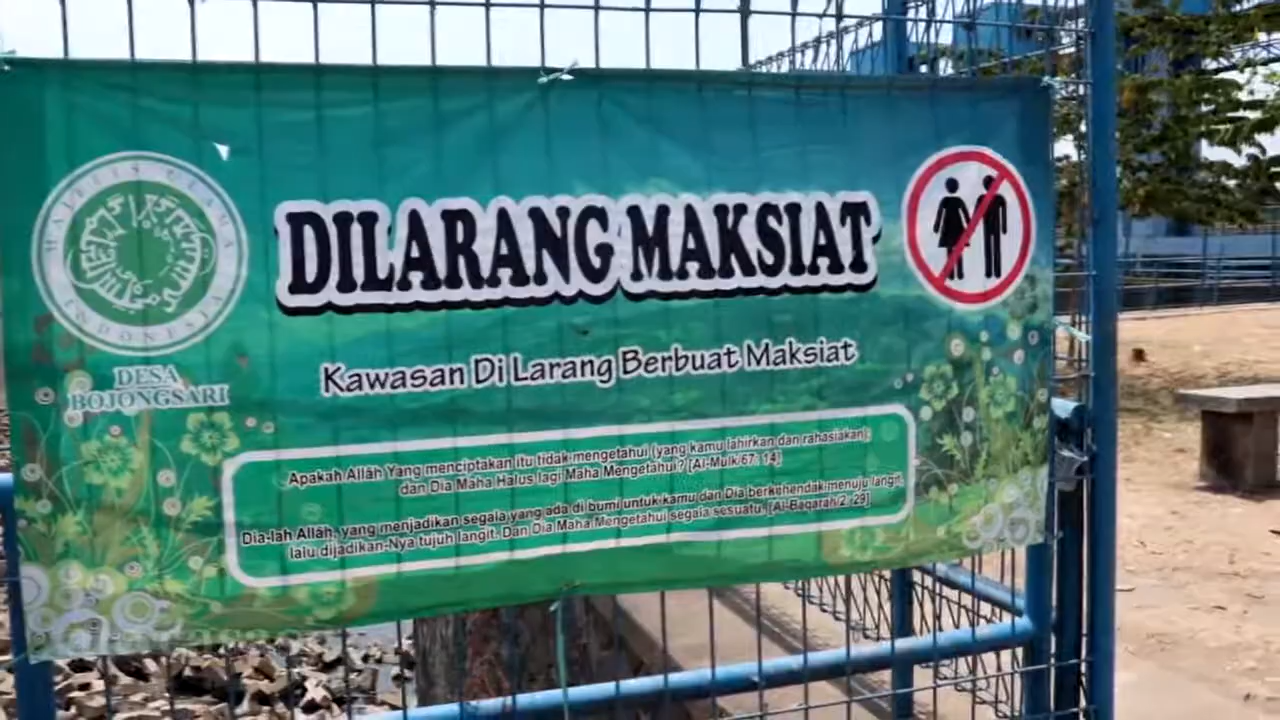 MAJELIS ULAMA
INDONESIA
DESA
BOJONGSARI
DILARANG MAKSIAT
Kawasan Di Larang Berbuat Maksiat
Apakah Allâh Yang menciptakan itu tidak mengetahui (yang kamu lahirkan dan rahasiakan);
dan Dia Maha Halus lagi Maha Mengetahui? [Al-Mulk/67: 14]
Dia-lah Allâh, yang menjadikan segala yang ada di bumi untuk kamu dan Dia berkehendak menuju langit,
lalu dijadikan-Nya tujuh langit. Dan Dia Maha Mengetahui segala sesuatu. [Al-Baqarah/2 :29]